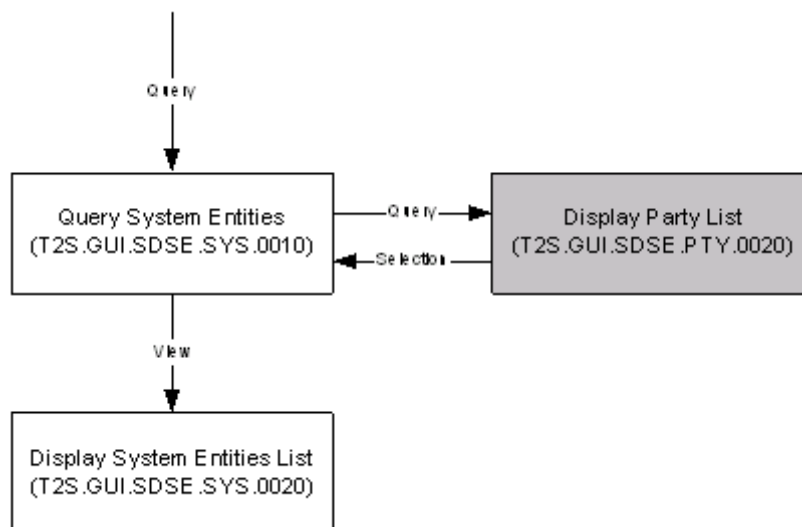 Query
Query System Entities
(T2S.GUI.SDSE.SYS.0010)
Query
Selection
Display Party List
(T2S.GUI.SDSE.PTY.0020)
View
Display System Entities List
(T2S.GUI.SDSE.SYS.0020)